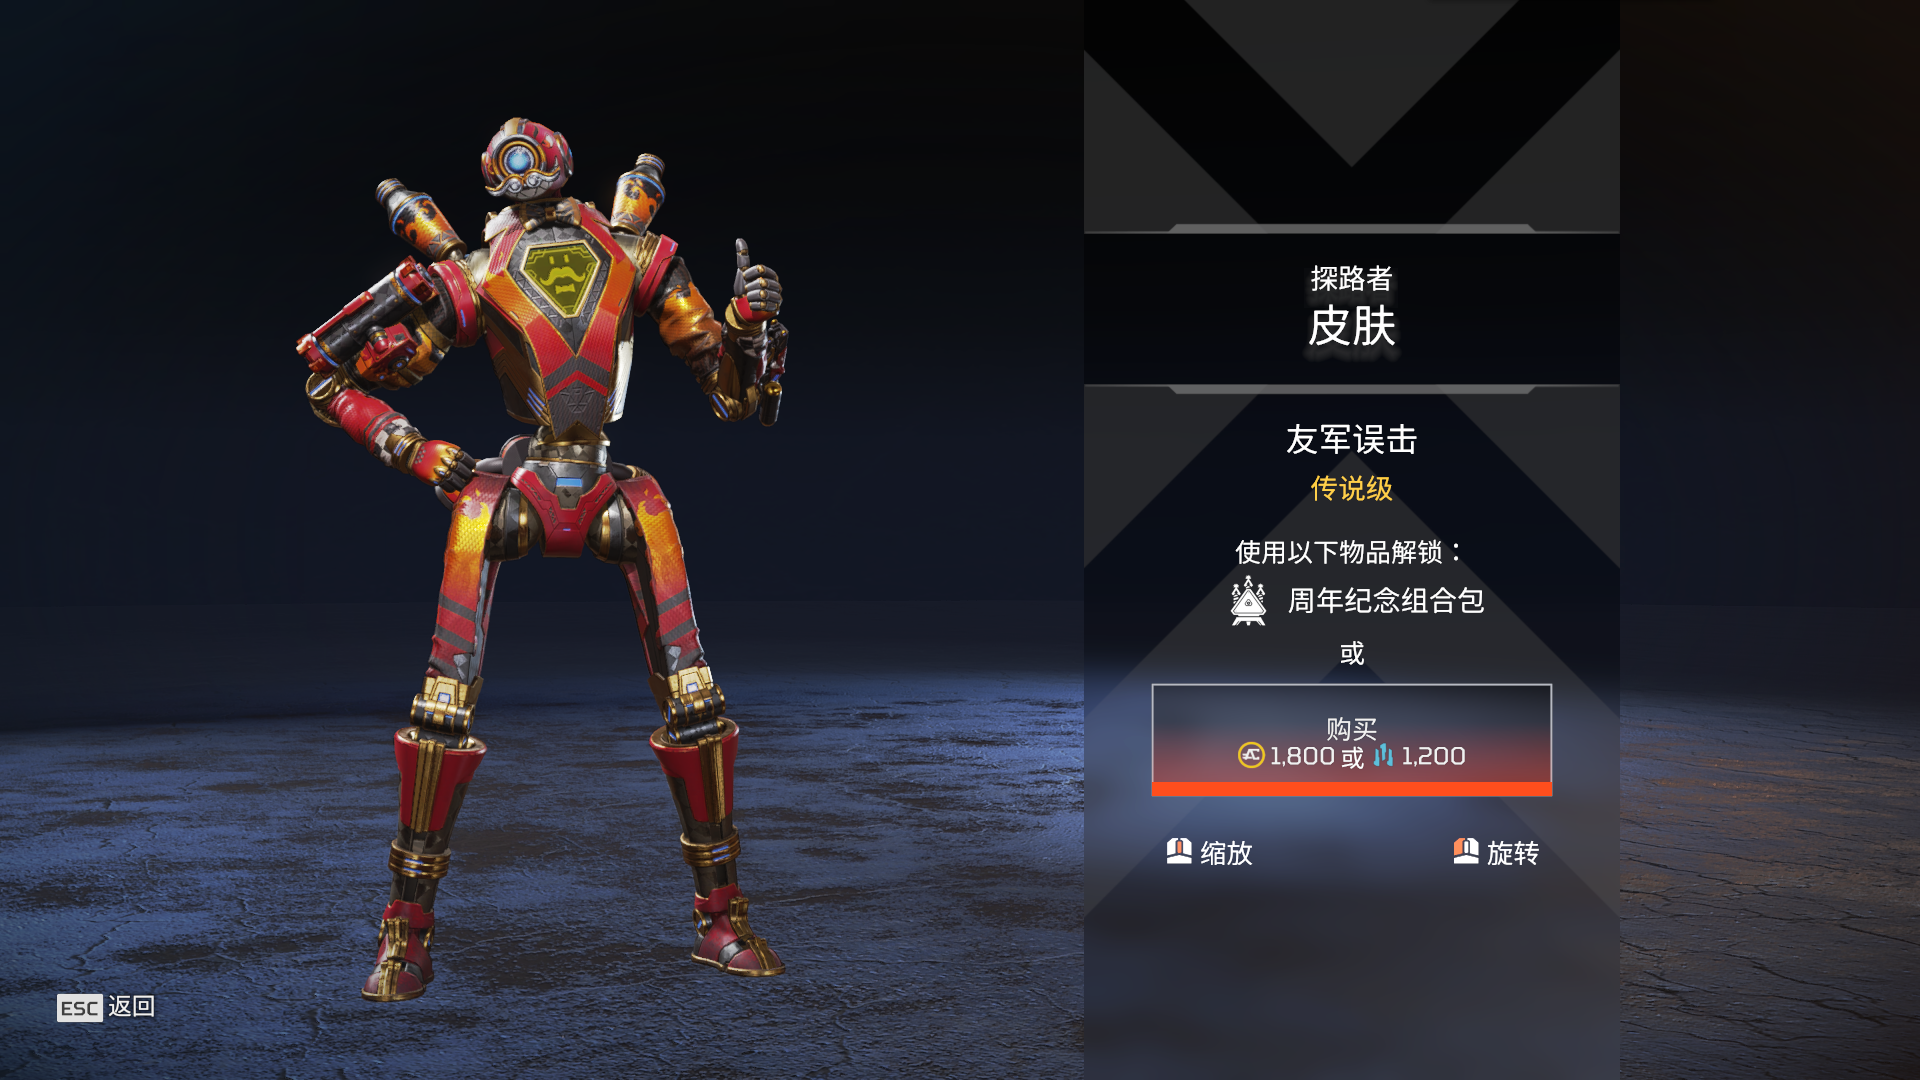 探路者
皮肤
友军误击
传说级
使用以下物品解锁：
周年纪念组合包
或
购买
1,800 或 1,200
缩放
旋转
ESC 返回